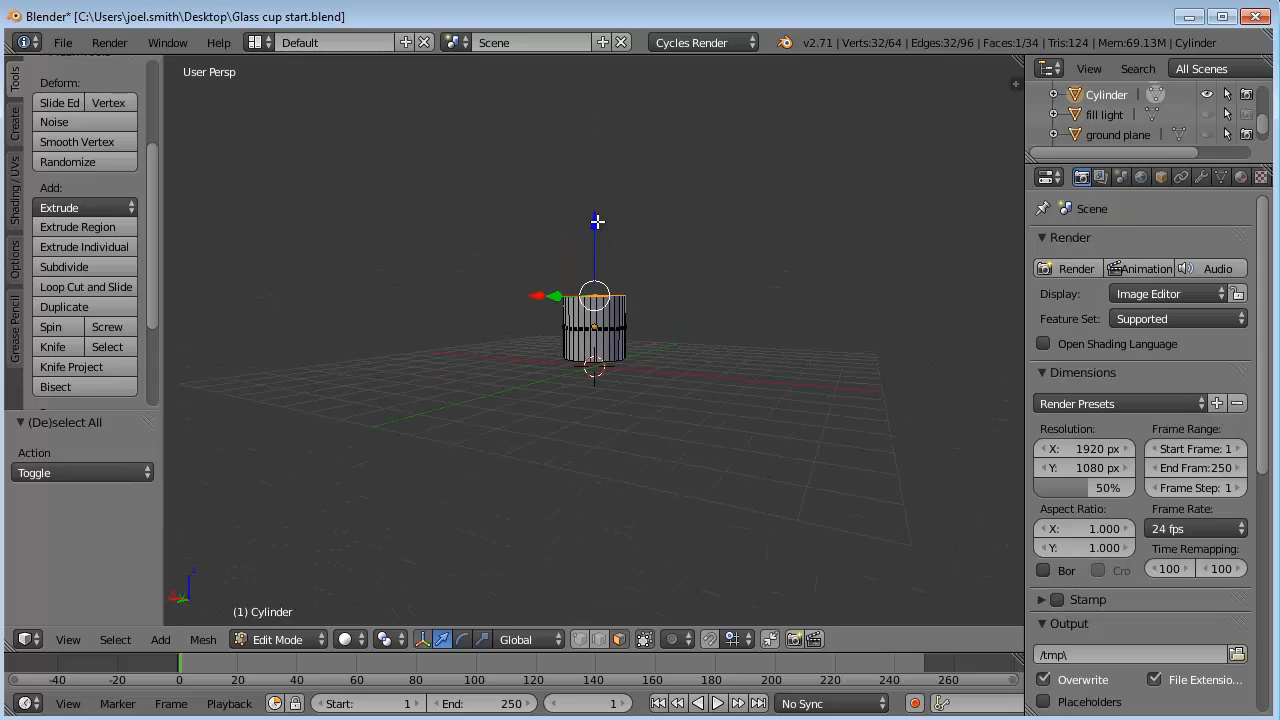 Blender* [C:\Users\joel.smith\Desktop\Glass cup start.blend]
File Render Window Help Default Scene Cycles Render v2.71 | Verts:32/64 | Edges:32/96 | Faces:1/34 | Tris:124 | Mem:69.13M | Cylinder
Tools
Create
Shading / UVs
Options
Grease Pencil
Deform:
Slide Ed Vertex
Noise
Smooth Vertex
Randomize
Add:
Extrude
Extrude Region
Extrude Individual
Subdivide
Loop Cut and Slide
Duplicate
Spin Screw
Knife Select
Knife Project
Bisect
(De)select All
Action
Toggle
User Persp
(1) Cylinder
View Select Add Mesh Edit Mode Global
-40 -20 0 20 40 60 80 100 120 140 160 180 200 220 240 260
View Marker Frame Playback Start: 1 End: 250 1 No Sync
View Search All Scenes
Cylinder
fill light
ground plane
Scene
Render
Render Animation Audio
Display: Image Editor
Feature Set: Supported
Open Shading Language
Dimensions
Render Presets
Resolution: Frame Range:
X: 1920 px Start Frame: 1
Y: 1080 px End Fram:250
50% Frame Step: 1
Aspect Ratio: Frame Rate:
X: 1.000 24 fps
Y: 1.000 Time Remapping:
Bor Cro 100 100
Stamp
Output
/tmp\
Overwrite File Extensio...
Placeholders